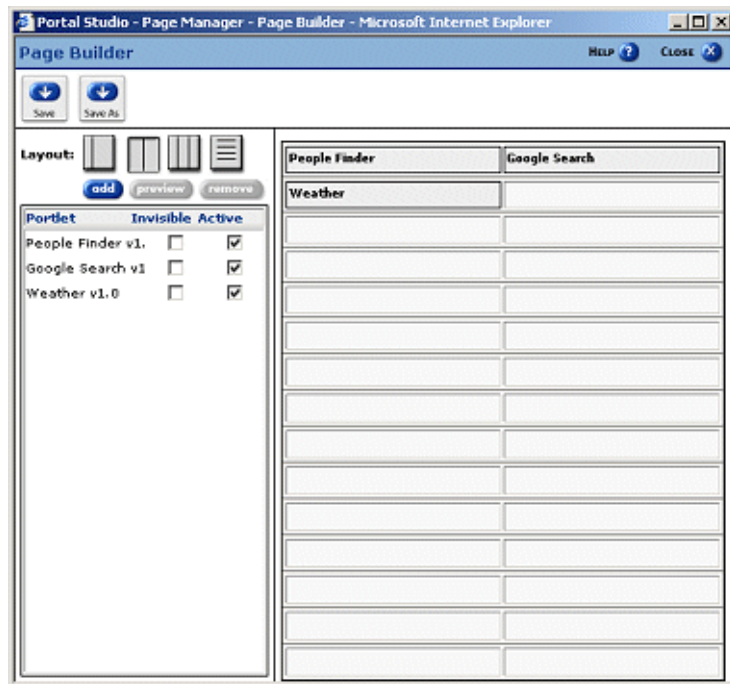 Portal Studio - Page Manager - Page Builder - Microsoft Internet Explorer
Page Builder
HELP ? CLOSE X
Save
Save As
Layout:
add preview remove
Portlet Invisible Active
People Finder v1.
Google Search v1
Weather v1.0
People Finder Google Search
Weather